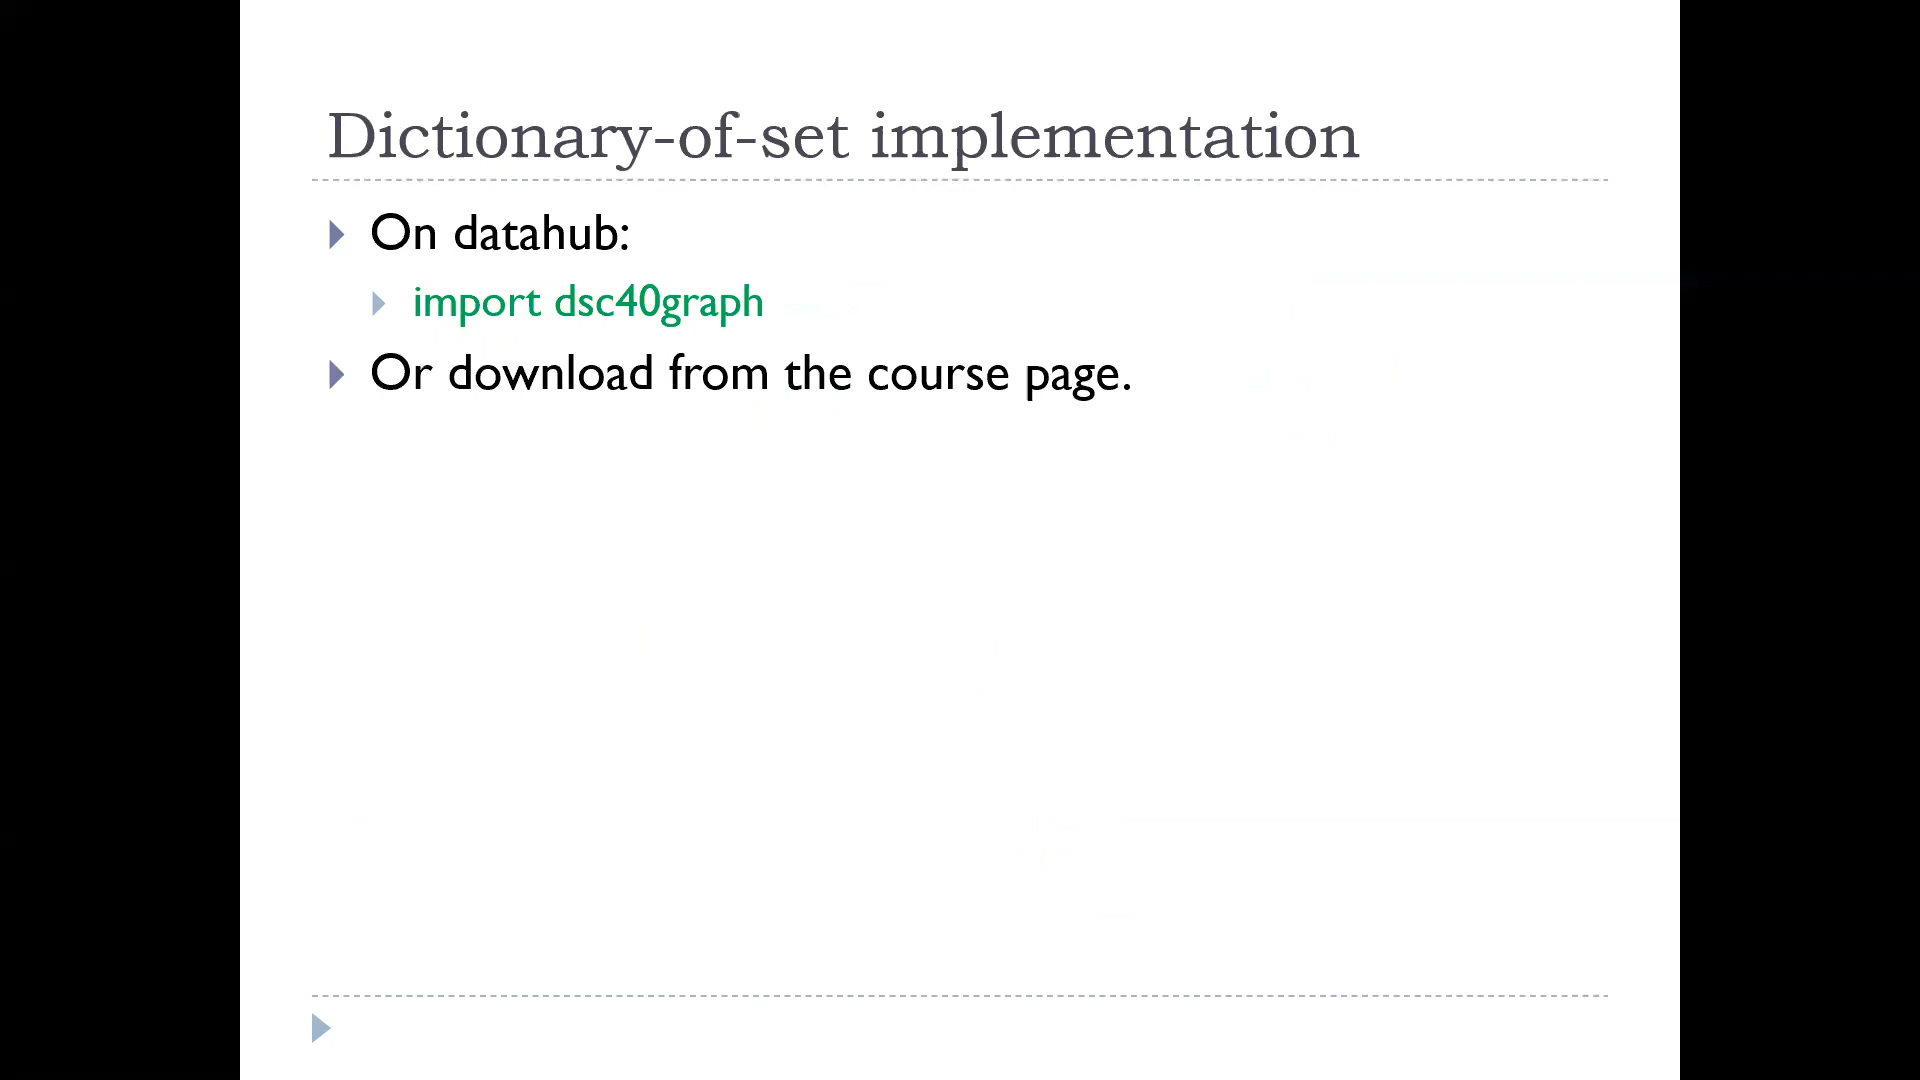 Dictionary-of-set implementation
On datahub:
import dsc40graph
Or download from the course page.